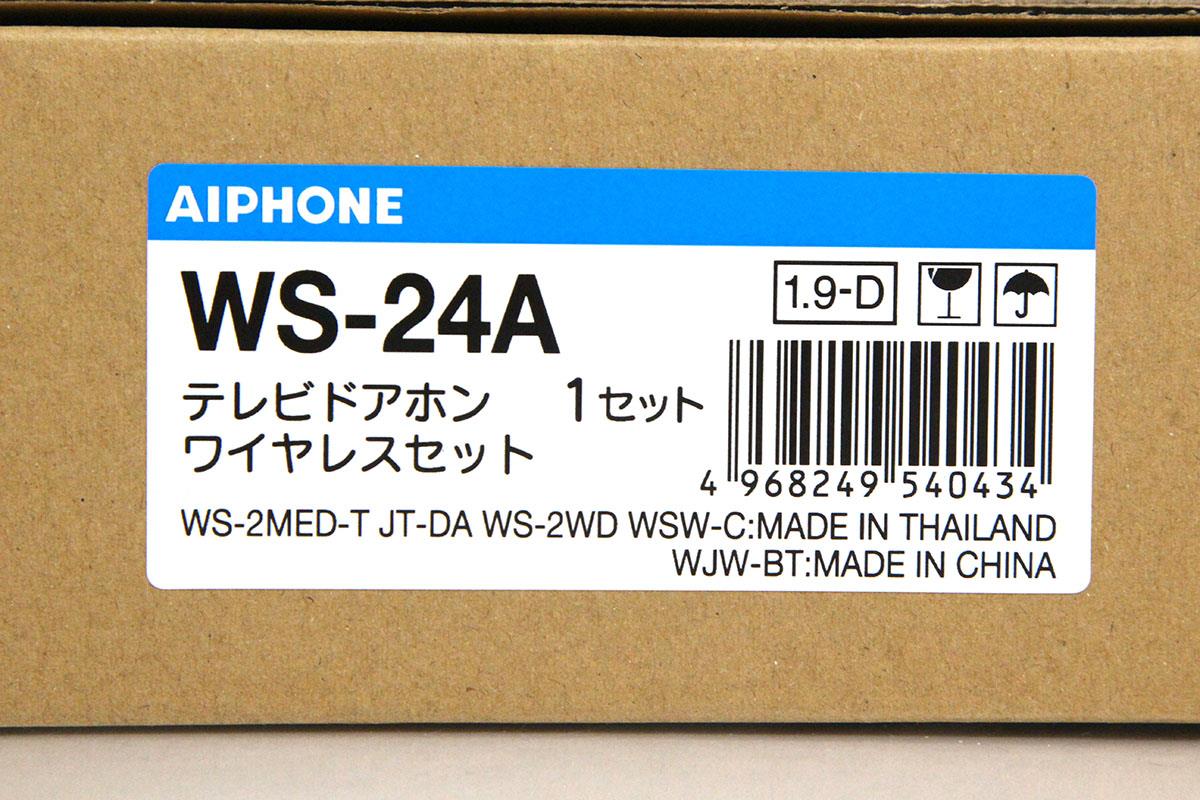 AIPHONE
WS-24A
1.9-D
テレビドアホン 1セット
ワイヤレスセット
4 968249 540434
WS-2MED-T JT-DA WS-2WD WSW-C:MADE IN THAILAND
WJW-BT:MADE IN CHINA